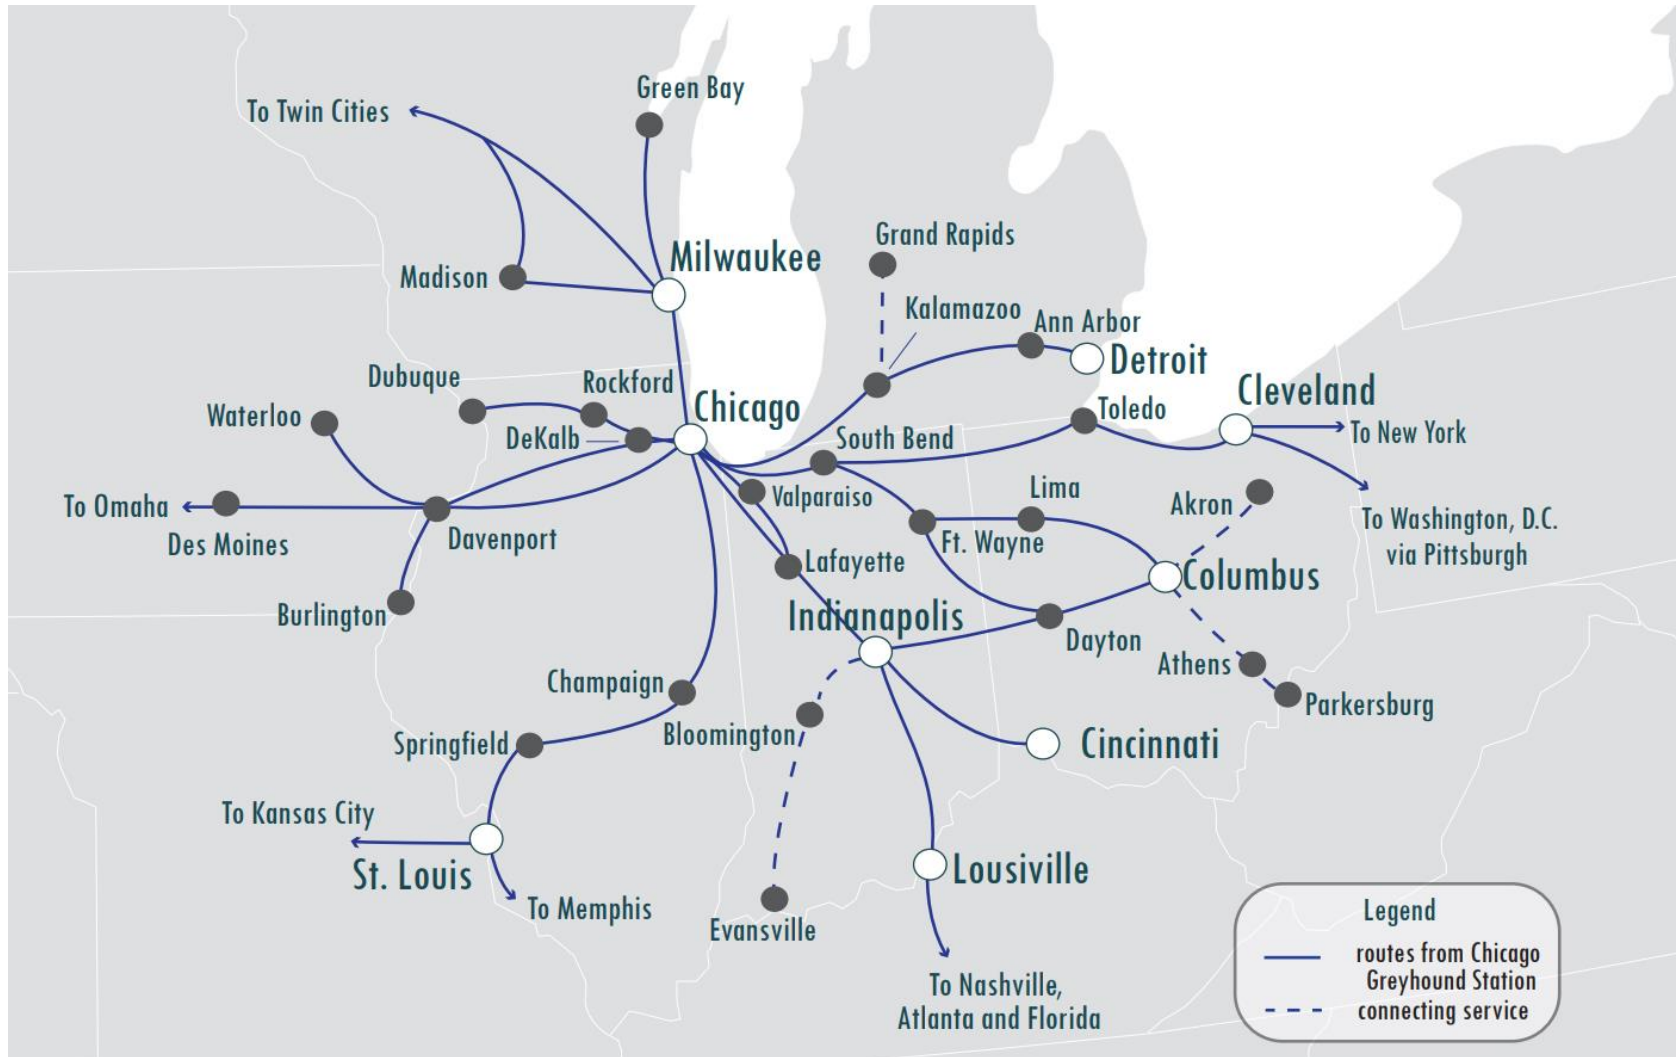 Green Bay
To Twin Cities
Milwaukee
Grand Rapids
Madison
Kalamazoo
Ann Arbor
Detroit
Dubuque
Rockford
Chicago
Cleveland
Waterloo
DeKalb
South Bend
Toledo
To New York
To Omaha
Valparaiso
Lima
Akron
Des Moines
Davenport
Ft. Wayne
To Washington, D.C.
via Pittsburgh
Lafayette
Columbus
Burlington
Indianapolis
Dayton
Athens
Champaign
Parkersburg
Springfield
Bloomington
Cincinnati
To Kansas City
St. Louis
Lousiville
To Memphis
Evansville
To Nashville,
Atlanta and Florida
Legend
routes from Chicago
Greyhound Station
connecting service